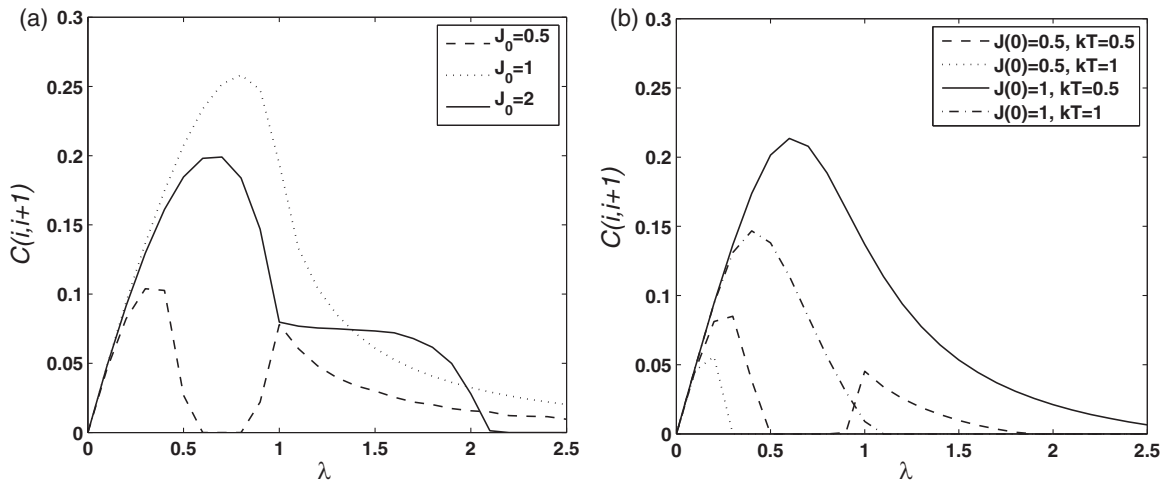 (a)
0.3
0.25
0.2
0.15
0.1
0.05
0
C(i,i+1)
0 0.5 1 1.5 2 2.5
λ
J₀=0.5
J₀=1
J₀=2
(b)
0.3
0.25
0.2
0.15
0.1
0.05
0
C(i,i+1)
0 0.5 1 1.5 2 2.5
λ
J(0)=0.5, kT=0.5
J(0)=0.5, kT=1
J(0)=1, kT=0.5
J(0)=1, kT=1